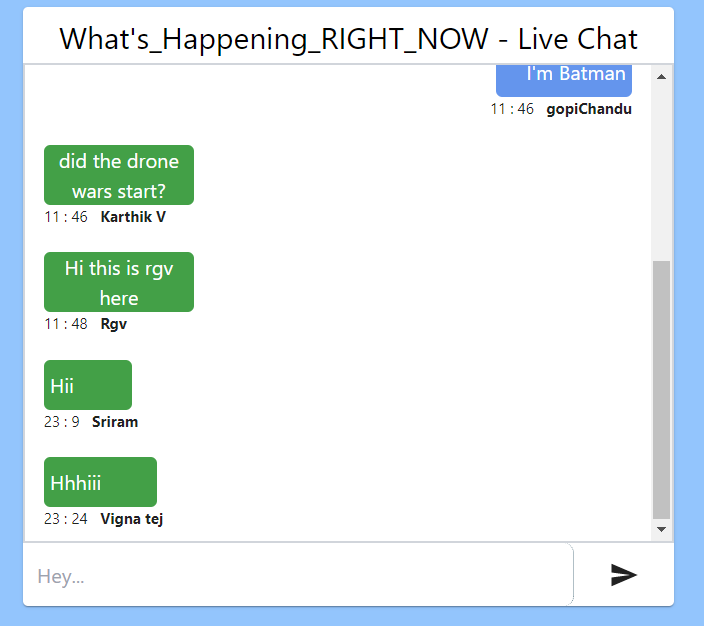 What's_Happening_RIGHT_NOW - Live Chat
I'm Batman
11 : 46 gopiChandu
did the drone
wars start?
11 : 46 Karthik V
Hi this is rgv
here
11 : 48 Rgv
Hii
23 : 9 Sriram
Hhhiii
23 : 24 Vigna tej
Hey...